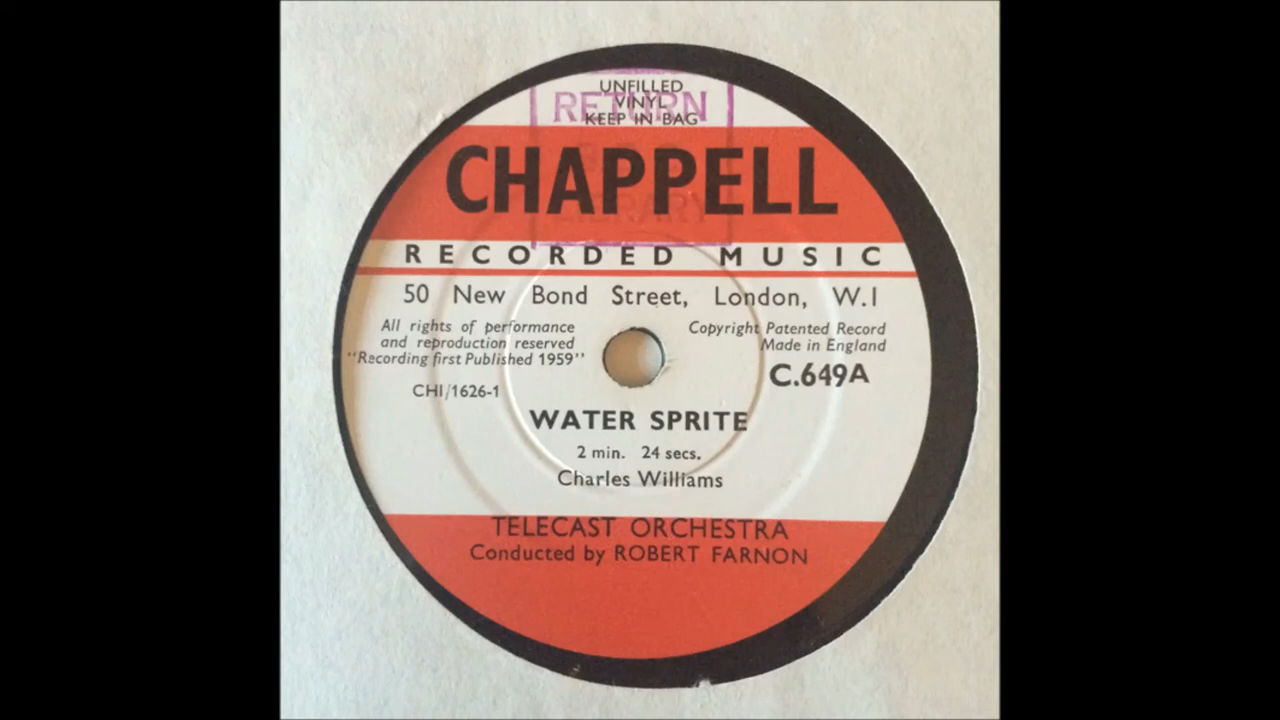 UNFILLED
VINYL
KEEP IN BAG
RETURN
LIBRARY
CHAPPELL
RECORDED MUSIC
50 New Bond Street, London, W.1
All rights of performance
and reproduction reserved
"Recording first Published 1959"
CHI/1626-1
Copyright Patented Record
Made in England
C.649A
WATER SPRITE
2 min. 24 secs.
Charles Williams
TELECAST ORCHESTRA
Conducted by ROBERT FARNON